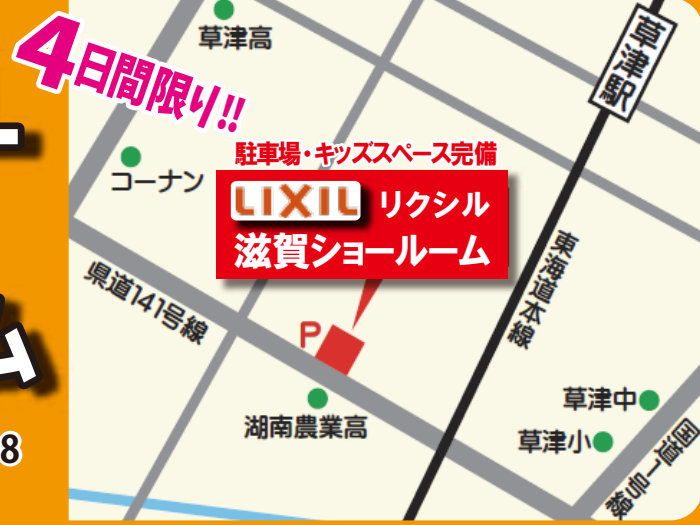 4日間限り!!
草津高
草津駅
コーナン
駐車場・キッズスペース完備
LIXIL リクシル
滋賀ショールーム
東海道本線
県道141号線
P
湖南農業高
草津中
草津小
国道1号線
8